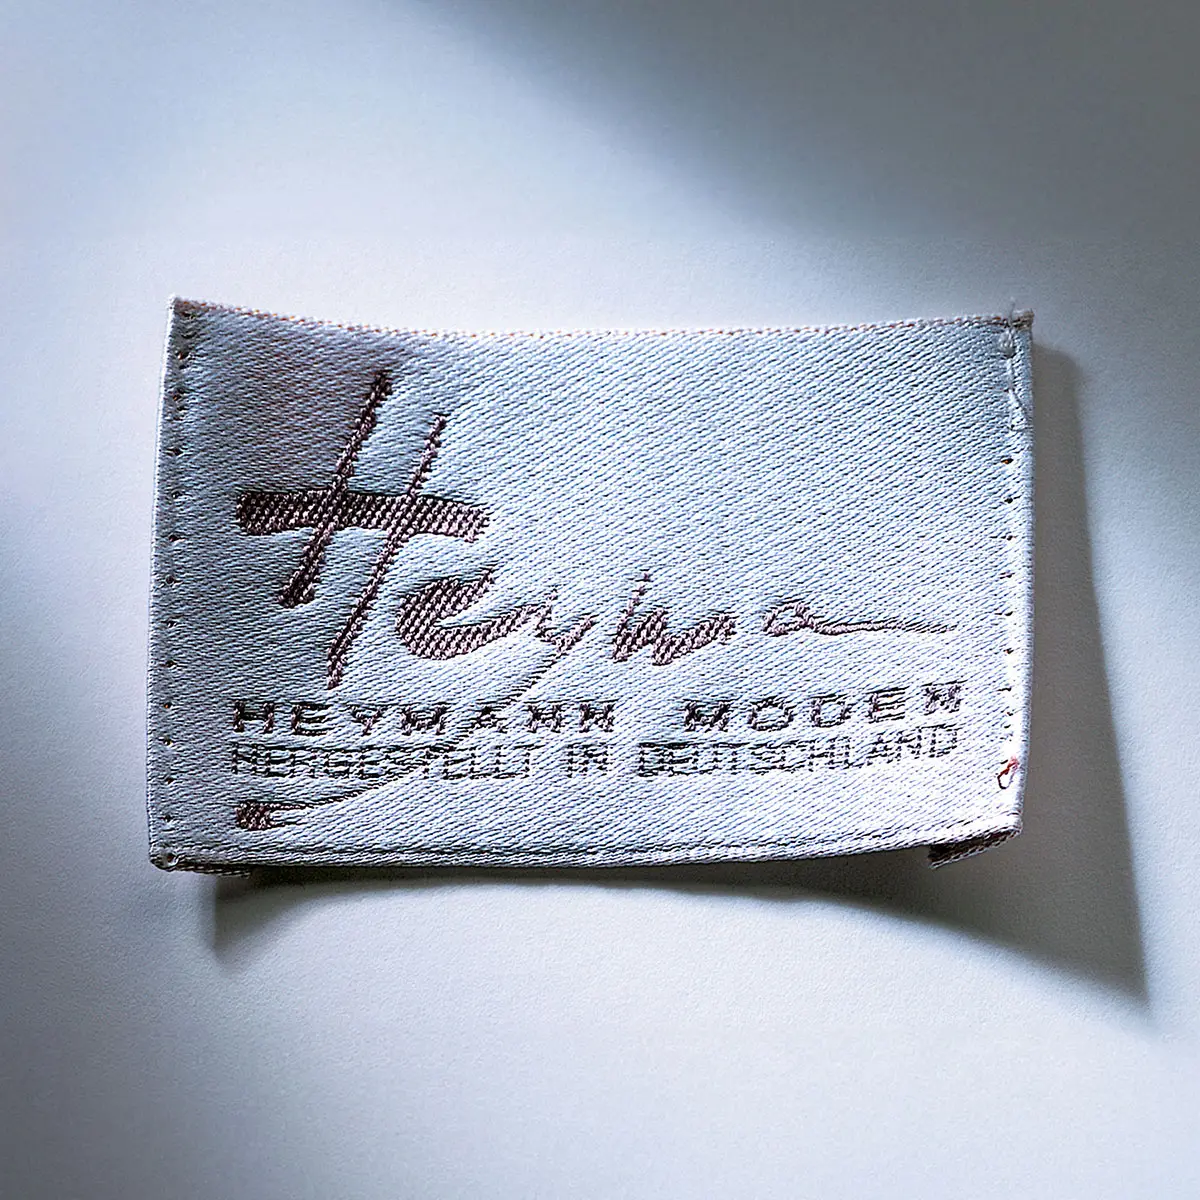 Heyma
HEYMANN MODEN
HERGESTELLT IN DEUTSCHLAND